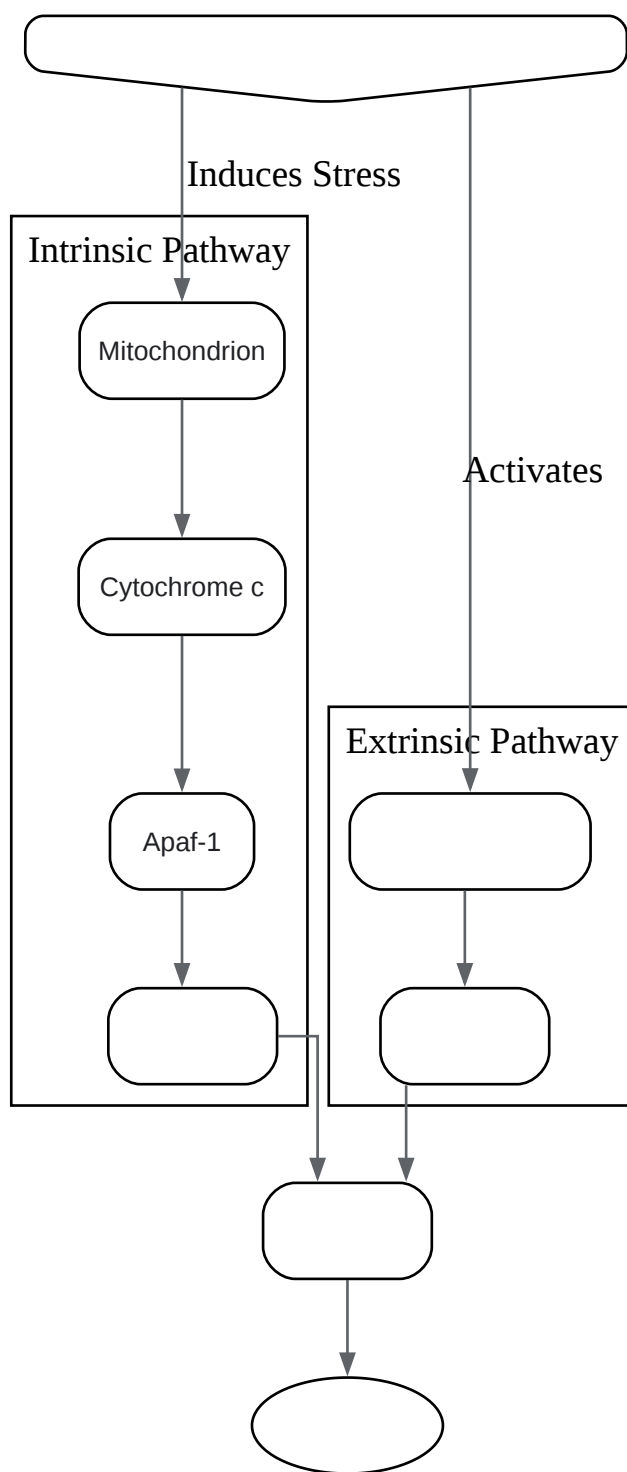 Induces Stress
Intrinsic Pathway
Mitochondrion
Activates
Cytochrome c
Extrinsic Pathway
Apaf-1